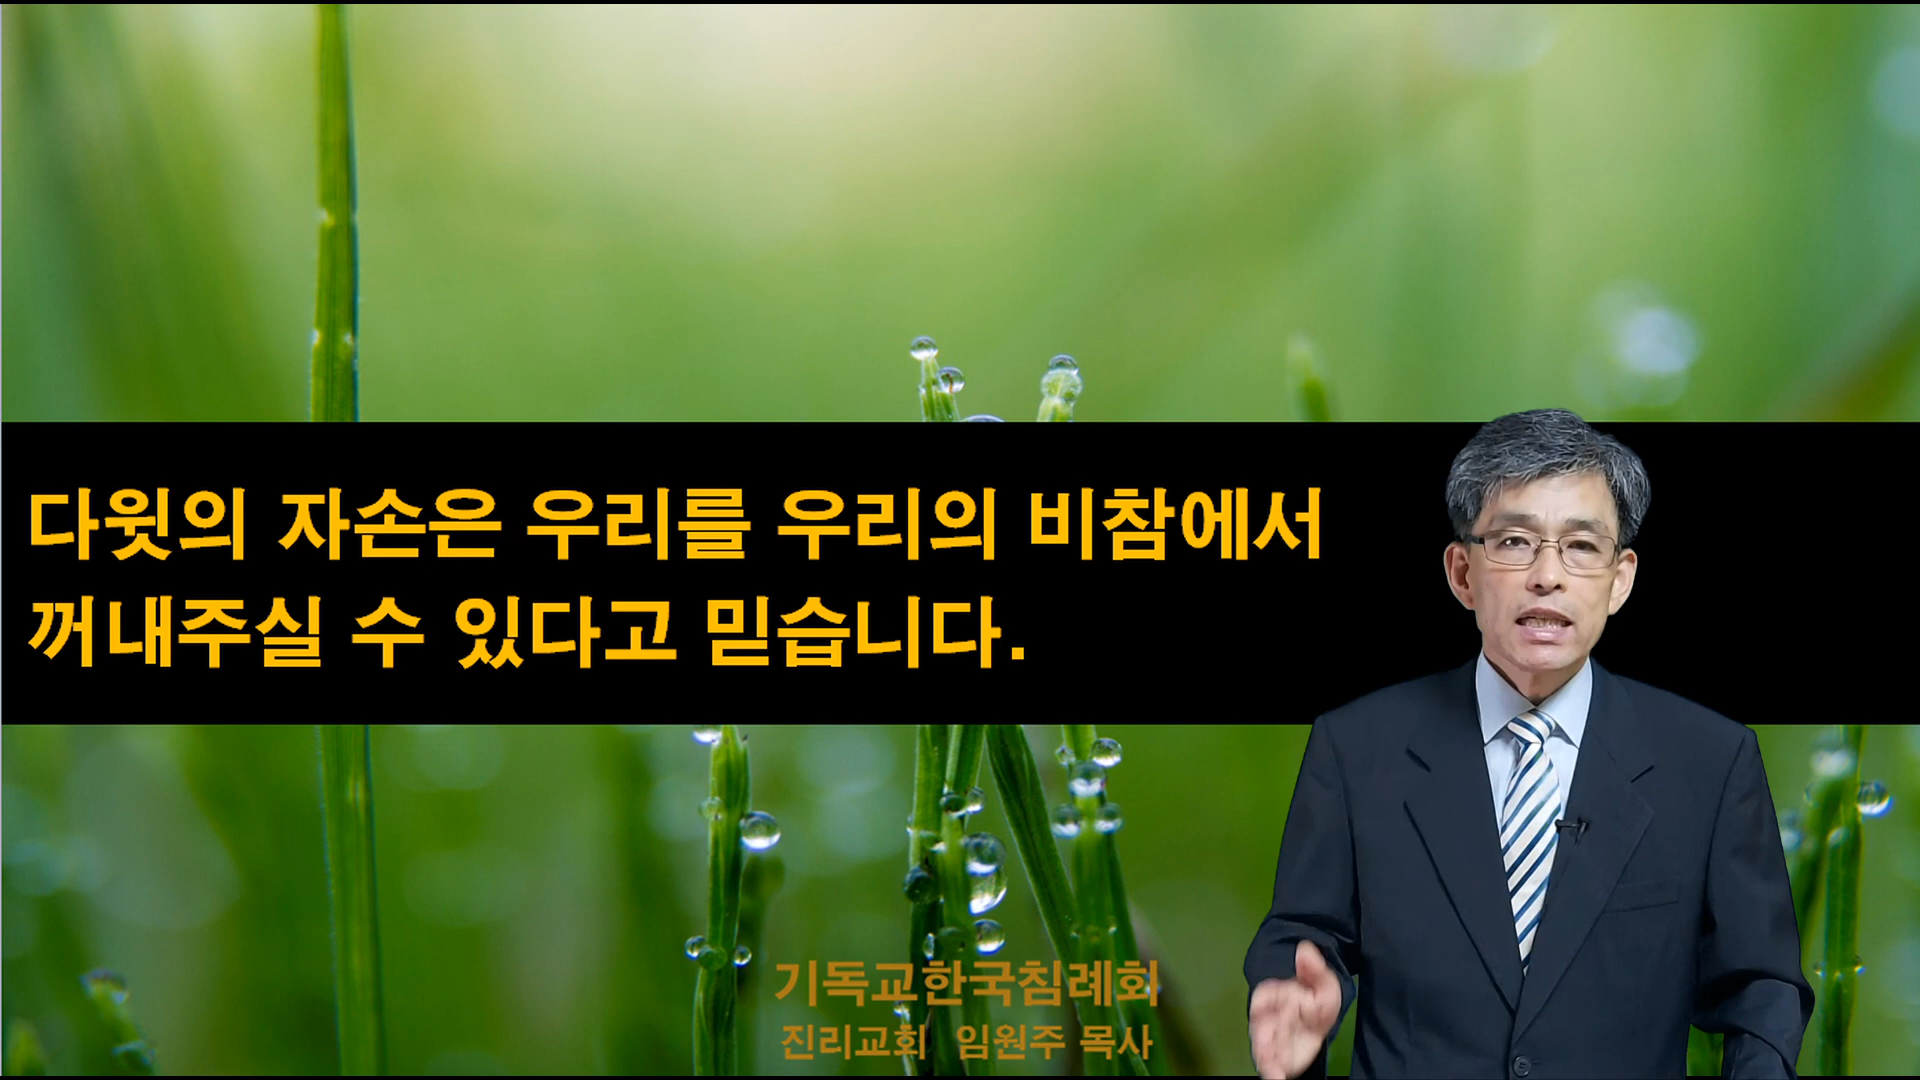 다윗의 자손은 우리를 우리의 비참에서
꺼내주실 수 있다고 믿습니다.
기독교한국침례회
진리교회 임원주 목사